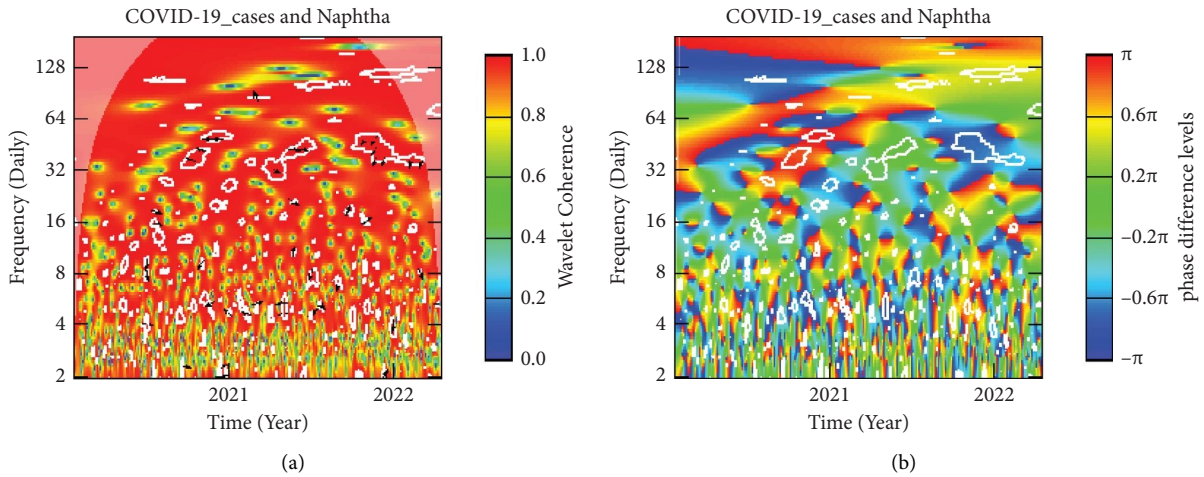 COVID-19_cases and Naphtha
128
64
32
16
8
4
2
Frequency (Daily)
2021
2022
Time (Year)
1.0
0.8
0.6
0.4
0.2
0.0
Wavelet Coherence
(a)
COVID-19_cases and Naphtha
128
64
32
16
8
4
2
Frequency (Daily)
2021
2022
Time (Year)
π
0.6π
0.2π
−0.2π
−0.6π
−π
phase difference levels
(b)